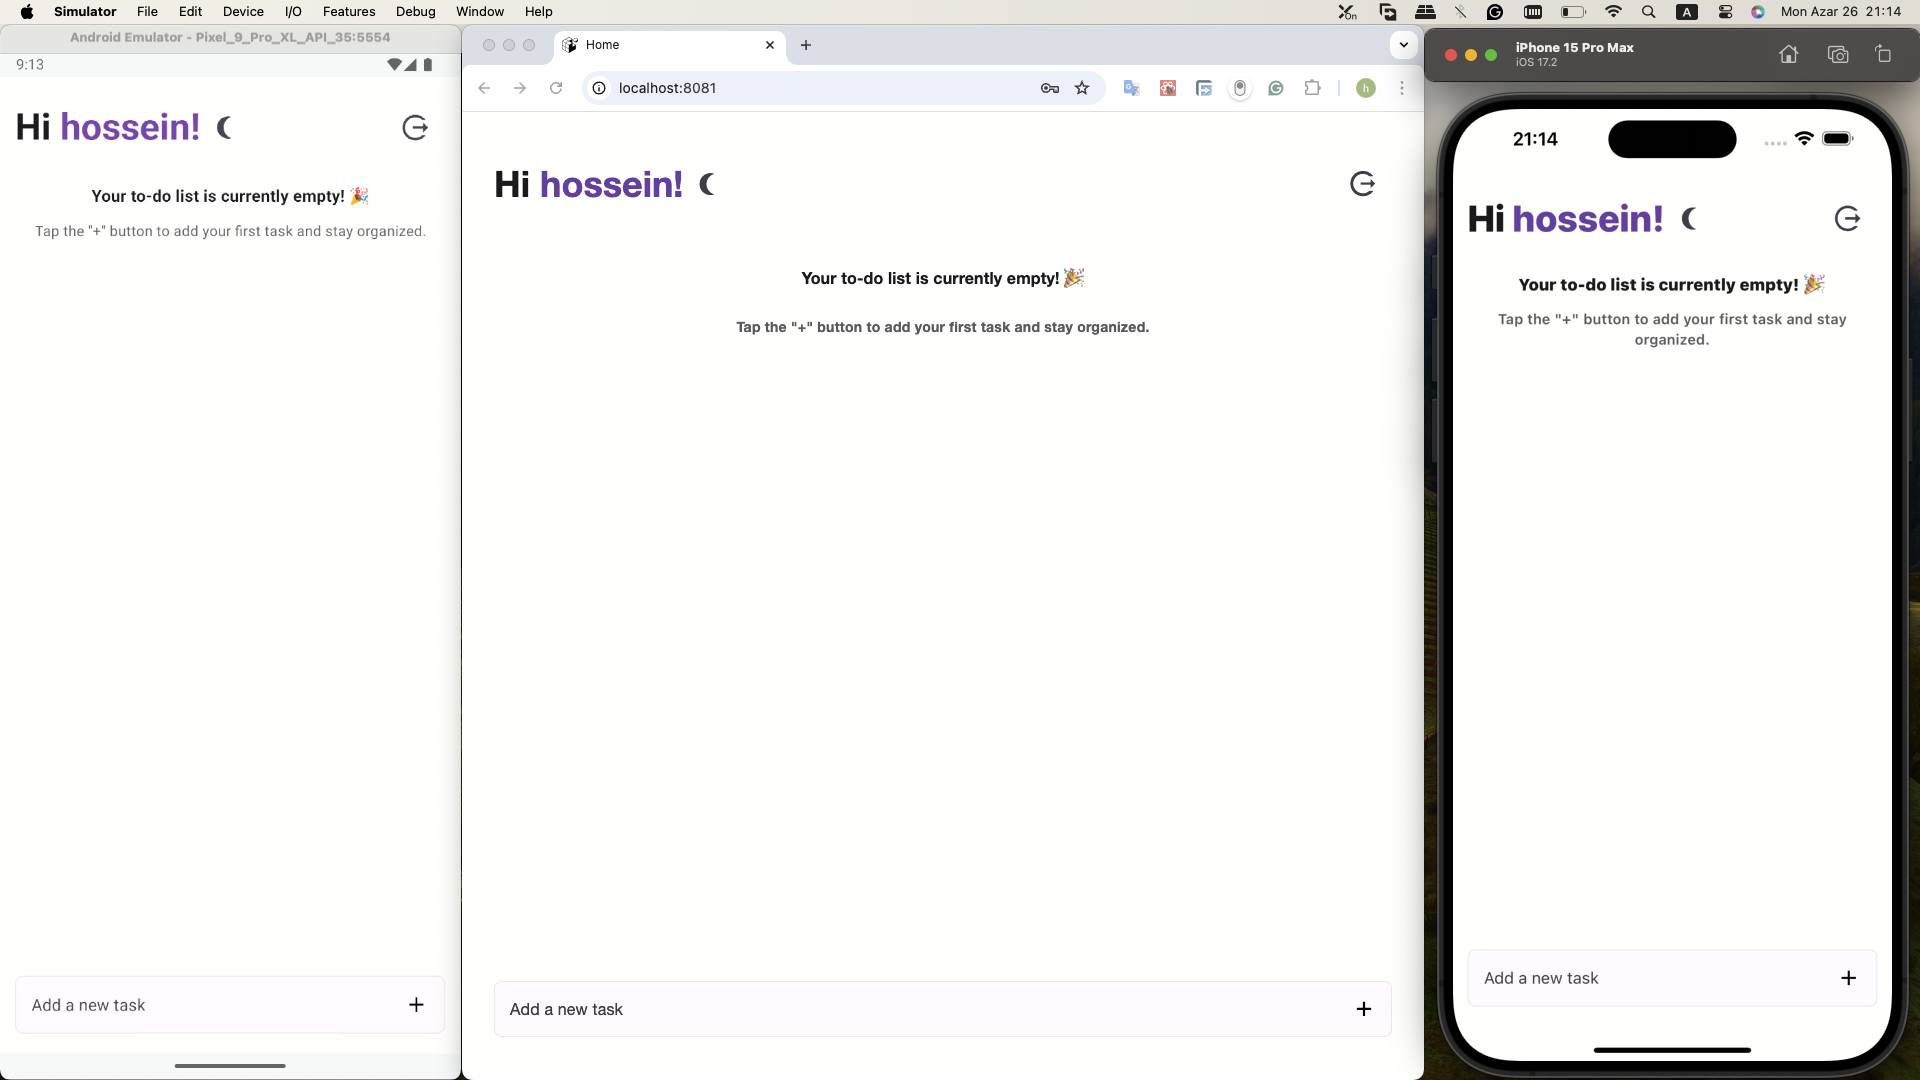 Simulator File Edit Device I/O Features Debug Window Help
On A Mon Azar 26 21:14
Android Emulator - Pixel_9_Pro_XL_API_35:5554
9:13
Hi hossein!
Your to-do list is currently empty! 🎉
Tap the "+" button to add your first task and stay organized.
Add a new task +
Home
localhost:8081
h
Hi hossein!
Your to-do list is currently empty! 🎉
Tap the "+" button to add your first task and stay organized.
Add a new task +
iPhone 15 Pro Max
iOS 17.2
21:14
Hi hossein!
Your to-do list is currently empty! 🎉
Tap the "+" button to add your first task and stay
organized.
Add a new task +